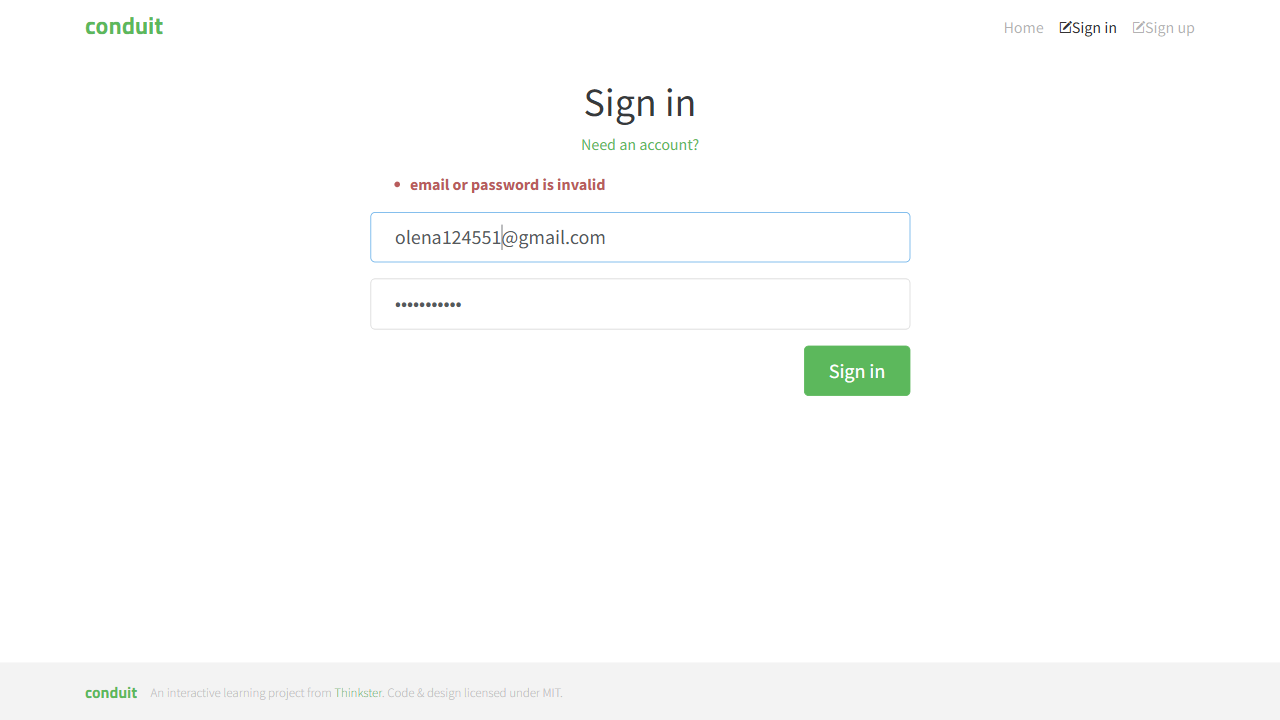 conduit
Home Sign in Sign up
Sign in
Need an account?
• email or password is invalid
olena124551@gmail.com
•••••••••••
Sign in
conduit An interactive learning project from Thinkster. Code & design licensed under MIT.